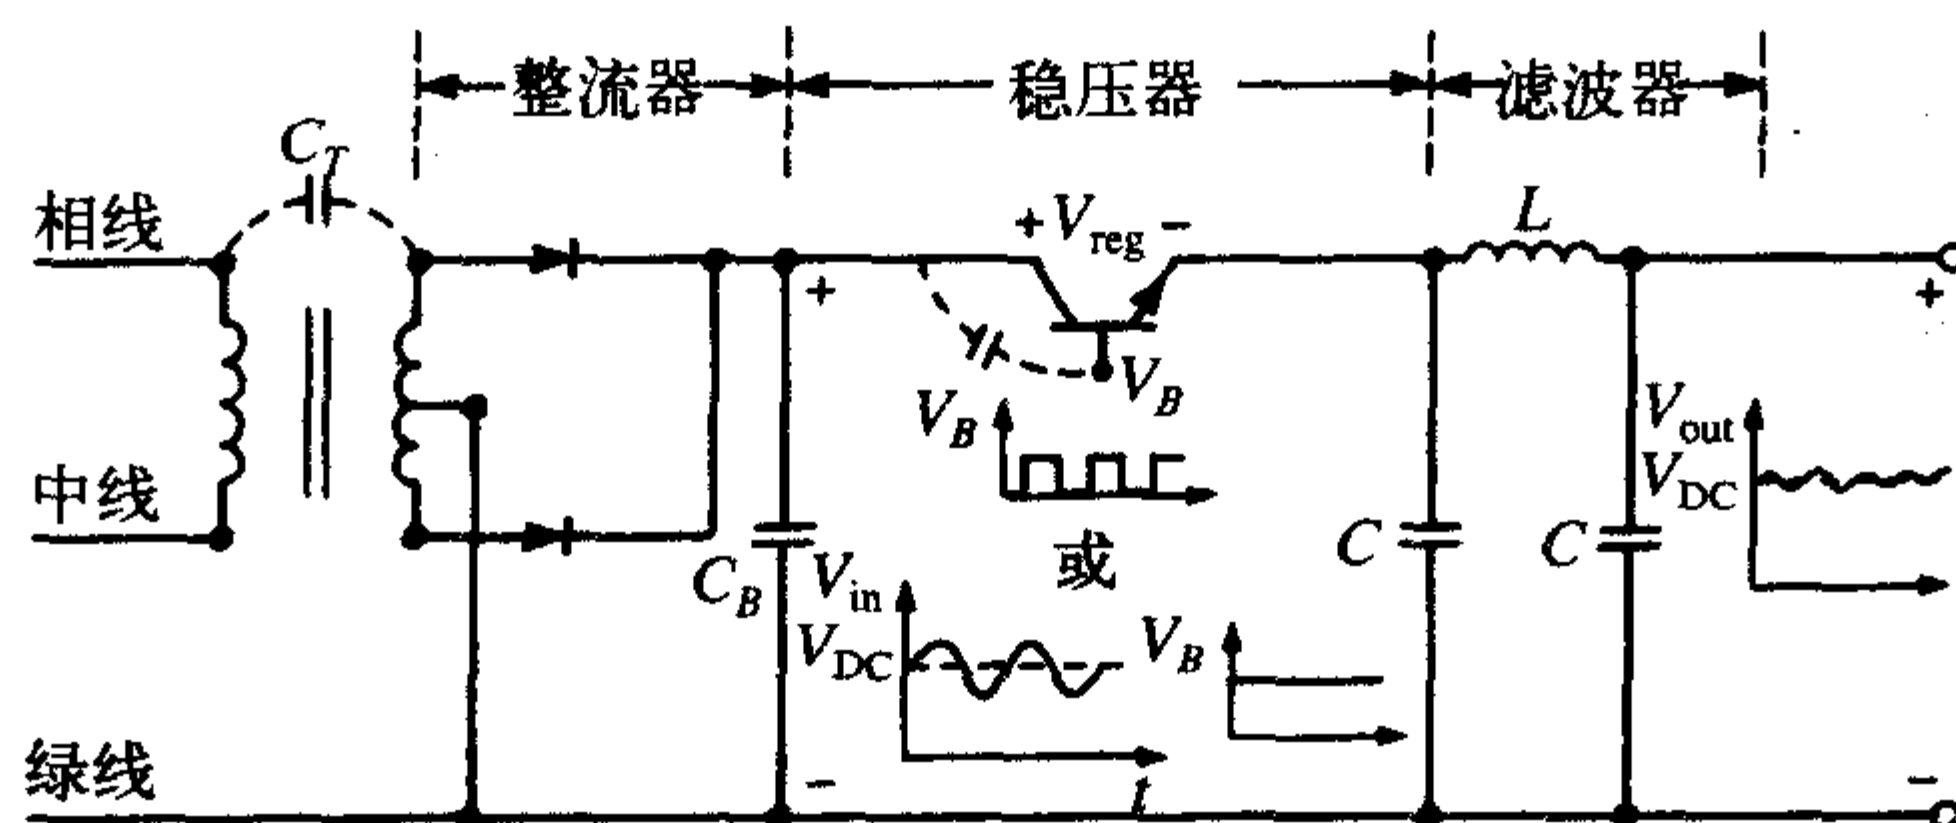 整流器 稳压器 滤波器
C_T
相线
+ V_reg −
L
+
+
V_B
V_B
V_out
V_DC
中线
或
C
C
C_B
V_in
V_DC
V_B
绿线
−
t
−